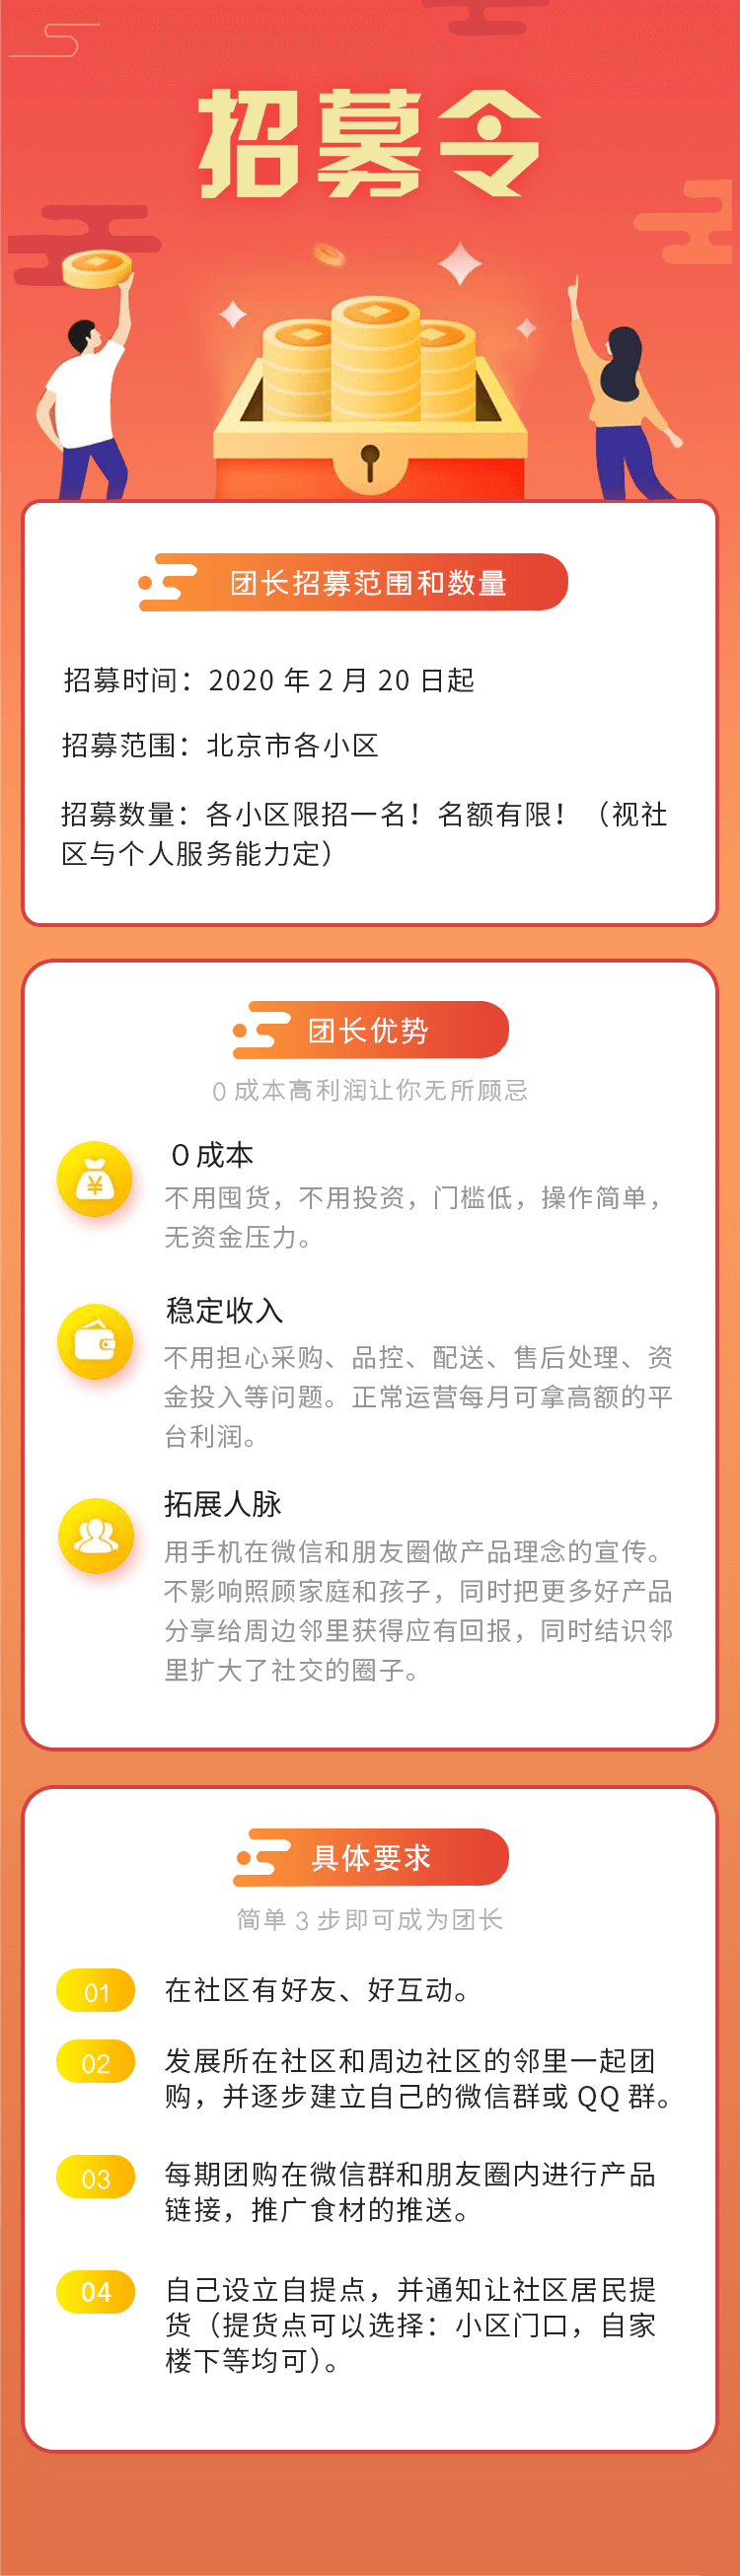 招募令
团长招募范围和数量
招募时间：2020 年 2 月 20 日起
招募范围：北京市各小区
招募数量：各小区限招一名！名额有限！（视社
区与个人服务能力定）
团长优势
0 成本高利润让你无所顾忌
0 成本
不用囤货，不用投资，门槛低，操作简单，
无资金压力。
¥
稳定收入
不用担心采购、品控、配送、售后处理、资
金投入等问题。正常运营每月可拿高额的平
台利润。
拓展人脉
用手机在微信和朋友圈做产品理念的宣传。
不影响照顾家庭和孩子，同时把更多好产品
分享给周边邻里获得应有回报，同时结识邻
里扩大了社交的圈子。
具体要求
简单 3 步即可成为团长
01
在社区有好友、好互动。
02
发展所在社区和周边社区的邻里一起团
购，并逐步建立自己的微信群或 QQ 群。
03
每期团购在微信群和朋友圈内进行产品
链接，推广食材的推送。
04
自己设立自提点，并通知让社区居民提
货（提货点可以选择：小区门口，自家
楼下等均可）。